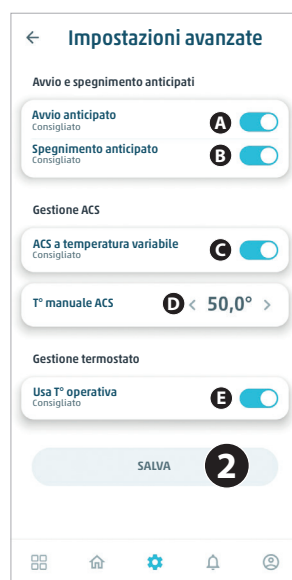 Impostazioni avanzate
Avvio e spegnimento anticipati
Avvio anticipato
Consigliato
A
Spegnimento anticipato
Consigliato
B
Gestione ACS
ACS a temperatura variabile
Consigliato
C
T° manuale ACS
D
< 50,0° >
Gestione termostato
Usa T° operativa
Consigliato
E
SALVA
2